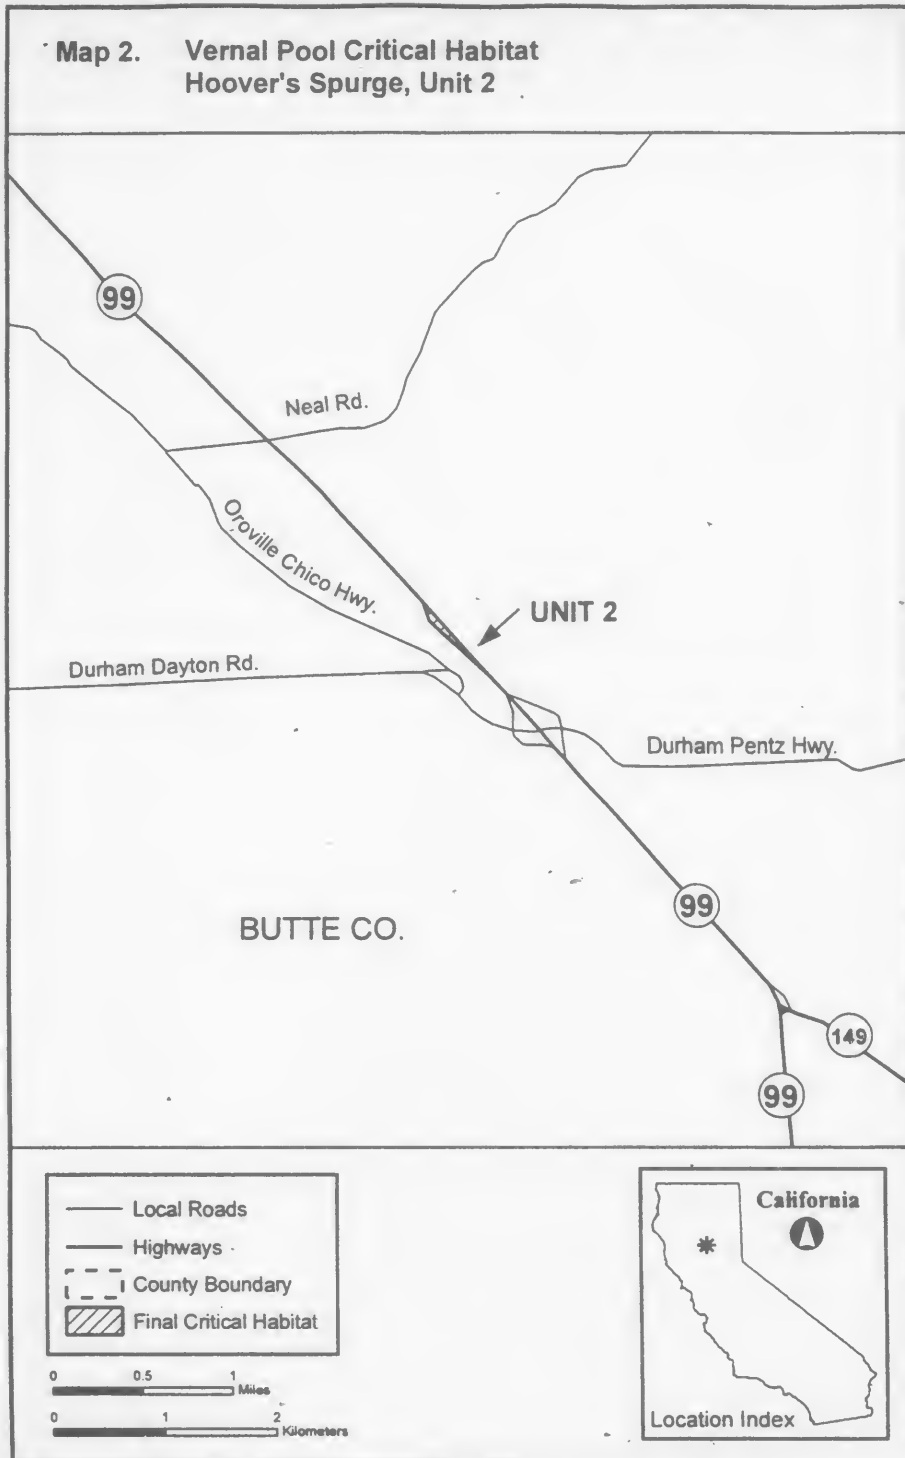 Map 2. Vernal Pool Critical Habitat
Hoover's Spurge, Unit 2
99
Neal Rd.
Oroville Chico Hwy.
UNIT 2
Durham Dayton Rd.
Durham Pentz Hwy.
99
BUTTE CO.
149
99
Local Roads
Highways
County Boundary
Final Critical Habitat
0 0.5 1
Miles
0 1 2
Kilometers
California
Location Index